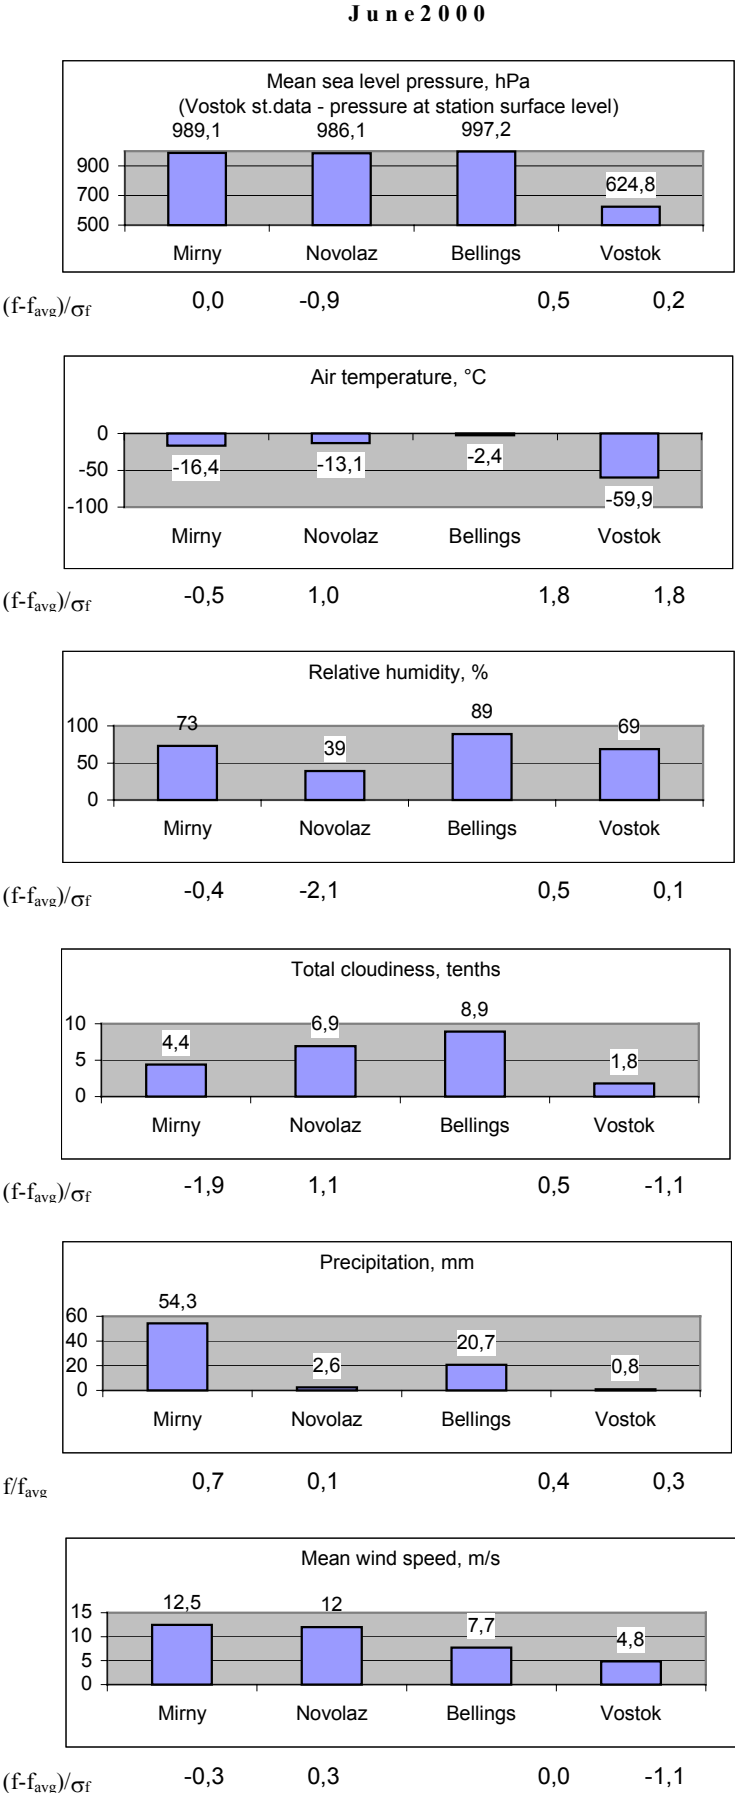 J u n e 2 0 0 0
Mean sea level pressure, hPa
(Vostok st.data - pressure at station surface level)
989,1 986,1 997,2 624,8
900
700
500
Mirny Novolaz Bellings Vostok
(f-favg)/σf 0,0 -0,9 0,5 0,2
Air temperature, °C
0
-50
-100
-16,4 -13,1 -2,4 -59,9
Mirny Novolaz Bellings Vostok
(f-favg)/σf -0,5 1,0 1,8 1,8
Relative humidity, %
100
50
0
73 39 89 69
Mirny Novolaz Bellings Vostok
(f-favg)/σf -0,4 -2,1 0,5 0,1
Total cloudiness, tenths
10
5
0
4,4 6,9 8,9 1,8
Mirny Novolaz Bellings Vostok
(f-favg)/σf -1,9 1,1 0,5 -1,1
Precipitation, mm
60
40
20
0
54,3 2,6 20,7 0,8
Mirny Novolaz Bellings Vostok
f/favg 0,7 0,1 0,4 0,3
Mean wind speed, m/s
15
10
5
0
12,5 12 7,7 4,8
Mirny Novolaz Bellings Vostok
(f-favg)/σf -0,3 0,3 0,0 -1,1